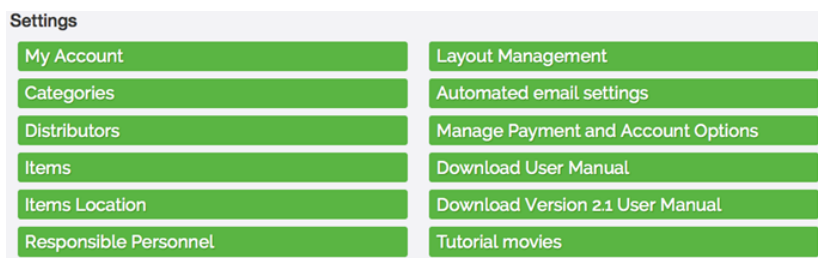 Settings
My Account
Categories
Distributors
Items
Items Location
Responsible Personnel
Layout Management
Automated email settings
Manage Payment and Account Options
Download User Manual
Download Version 2.1 User Manual
Tutorial movies